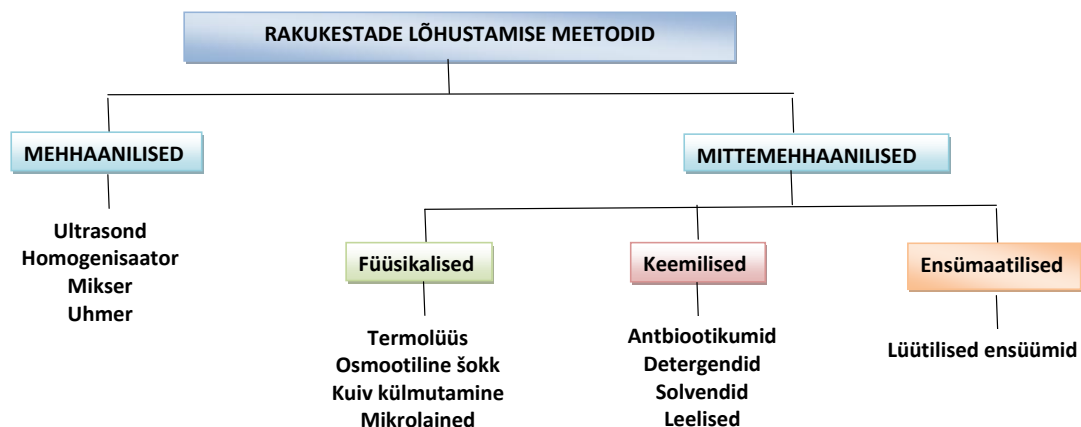 RAKUKESTADE LÕHUSTAMISE MEETODID
MEHHAANILISED
Ultrasond
Homogenisaator
Mikser
Uhmer
MITTEMEHHAANILISED
Füüsikalised
Termolüüs
Osmootiline šokk
Kuiv külmutamine
Mikrolained
Keemilised
Antbiootikumid
Detergendid
Solvendid
Leelised
Ensümaatilised
Lüütilised ensüümid